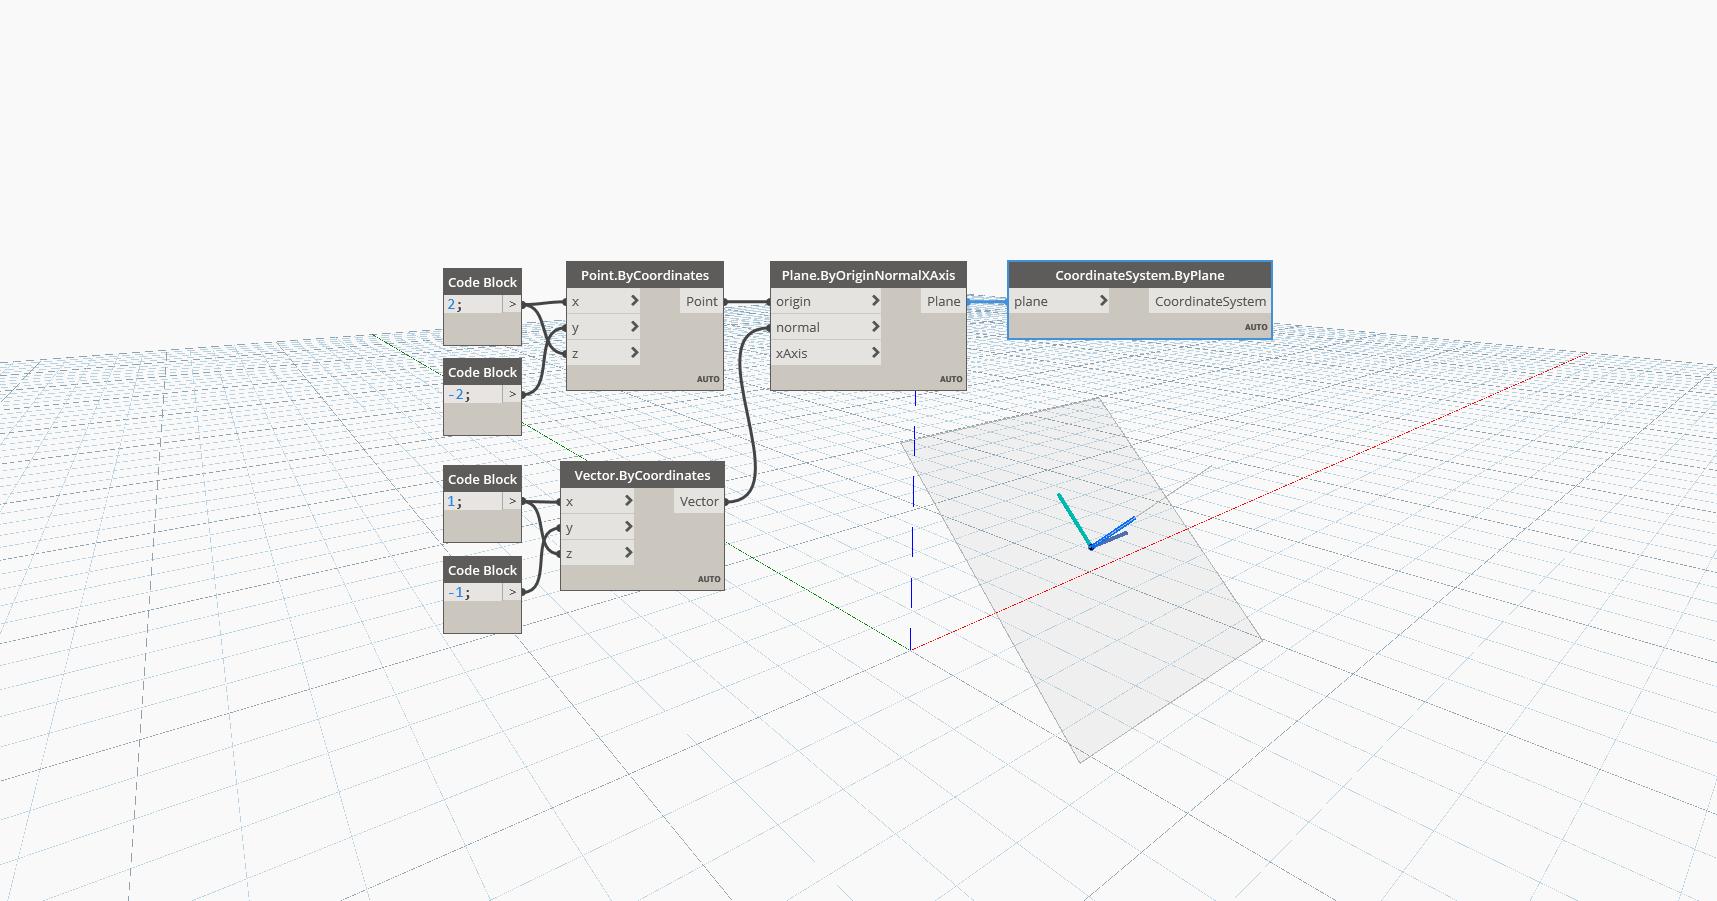 Code Block
2;
>
Code Block
-2;
>
Point.ByCoordinates
x
Point
y
z
AUTO
Plane.ByOriginNormalXAxis
origin
Plane
normal
xAxis
AUTO
CoordinateSystem.ByPlane
plane
CoordinateSystem
AUTO
Code Block
1;
>
Code Block
-1;
>
Vector.ByCoordinates
x
Vector
y
z
AUTO